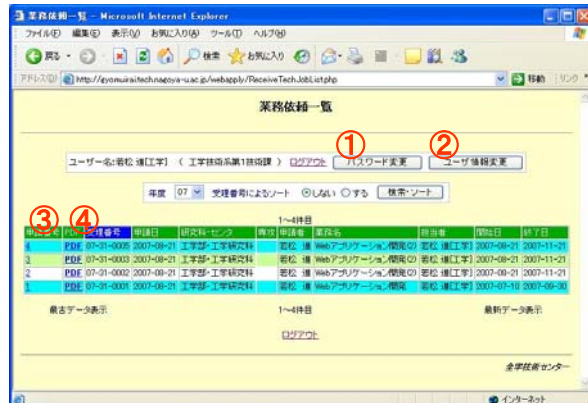 業務依頼一覧 - Microsoft Internet Explorer
ファイル(F) 編集(E) 表示(V) お気に入り(A) ツール(T) ヘルプ(H)
戻る 検索 お気に入り
アドレス(D) http://gyomuirai.tech.nagoya-u.ac.jp/webapply/ReceiveTechJobList.php 移動 リンク
業務依頼一覧
① ②
ユーザー名:若松 進[工学] ( 工学技術系第1技術課 ) ログアウト パスワード変更 ユーザ情報変更
年度 07 受理番号によるソート しない する 検索・ソート
③ ④
1~4件目
PDF 受理番号 申請日 研究科・センタ 専攻 申請者 業務名 担当者 開始日 終了日
4 PDF 07-31-0005 2007-08-21 工学部・工学研究科 若松 進 Webアプリケーション開発(2) 若松 進[工学] 2007-08-21 2007-11-21
3 PDF 07-31-0003 2007-08-21 工学部・工学研究科 若松 進 Webアプリケーション開発(2) 若松 進[工学] 2007-08-21 2007-11-21
2 PDF 07-31-0002 2007-08-21 工学部・工学研究科 若松 進 Webアプリケーション開発(2) 若松 進[工学] 2007-08-21 2007-11-21
1 PDF 07-31-0001 2007-08-21 工学部・工学研究科 若松 進 Webアプリケーション開発 若松 進[工学] 2007-07-10 2007-09-30
最古データ表示 1~4件目 最新データ表示
ログアウト
全学技術センター
インターネット